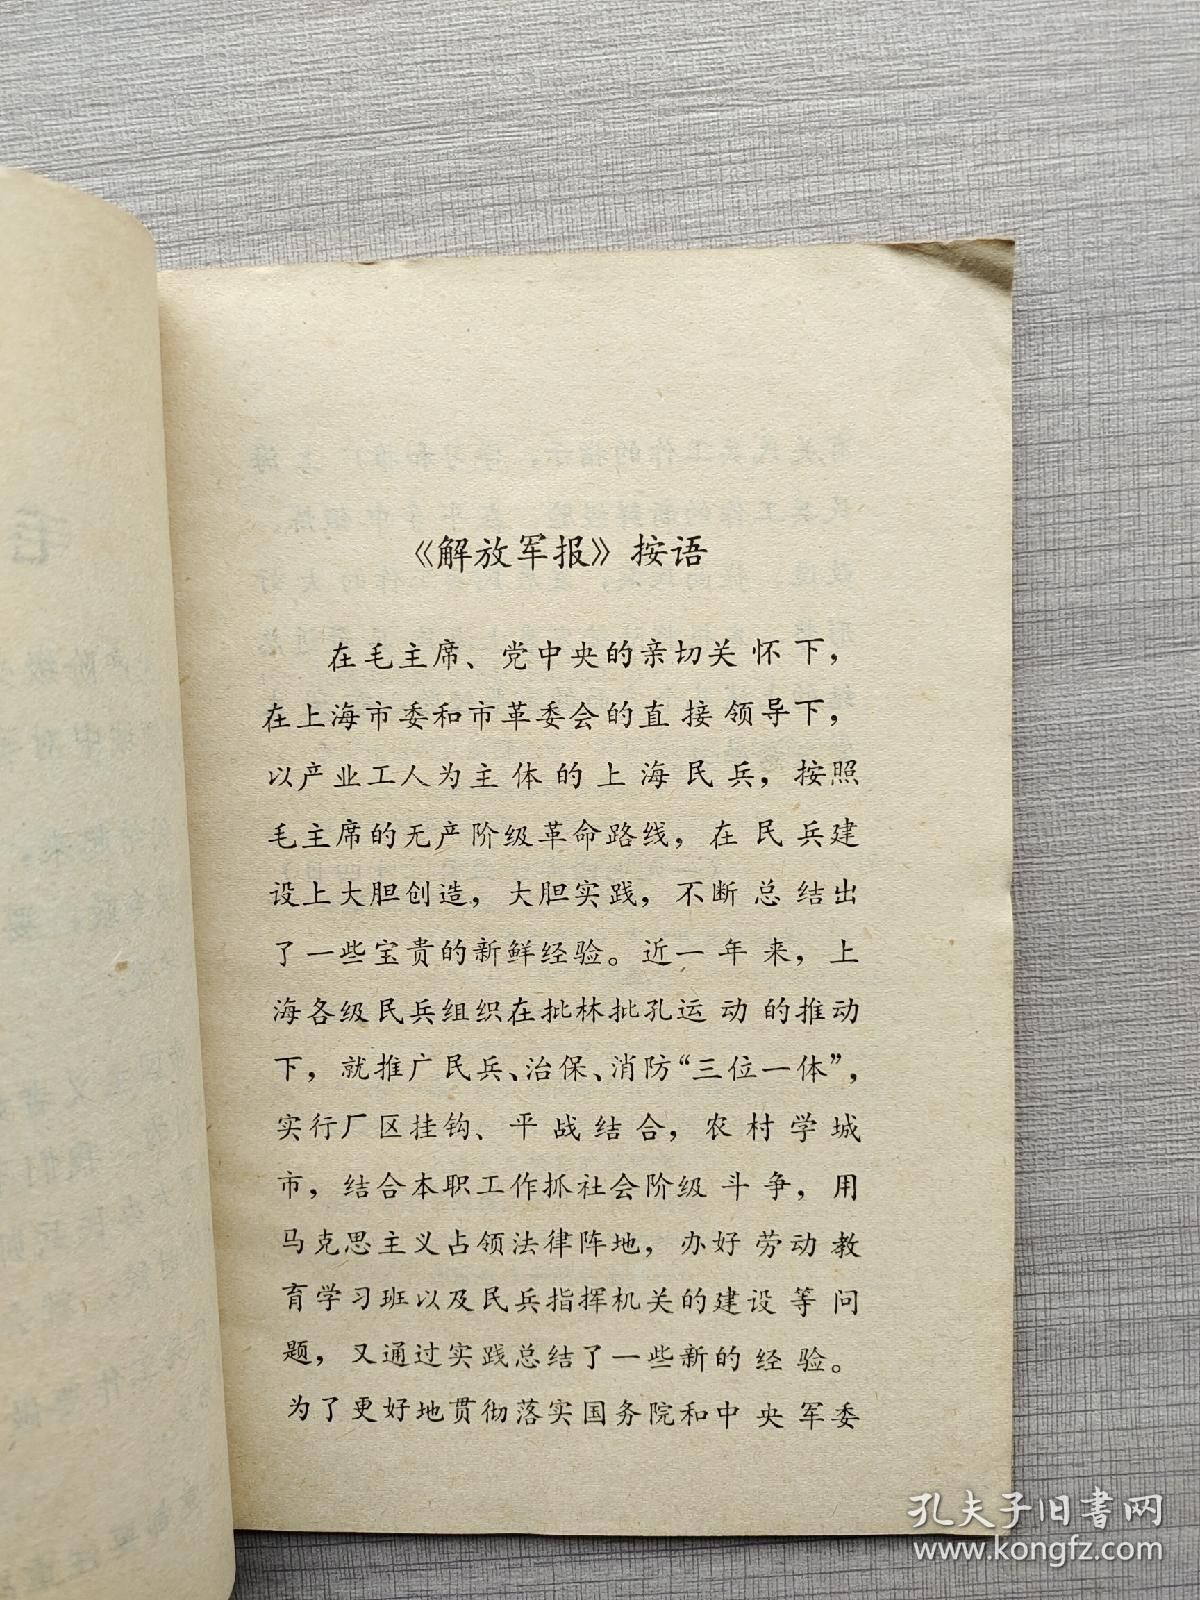 《解放军报》按语
在毛主席、党中央的亲切关怀下，
在上海市委和市革委会的直接领导下，
以产业工人为主体的上海民兵，按照
毛主席的无产阶级革命路线，在民兵建
设上大胆创造，大胆实践，不断总结出
了一些宝贵的新鲜经验。近一年来，上
海各级民兵组织在批林批孔运动的推动
下，就推广民兵、治保、消防“三位一体”，
实行厂区挂钩、平战结合，农村学城
市，结合本职工作抓社会阶级斗争，用
马克思主义占领法律阵地，办好劳动教
育学习班以及民兵指挥机关的建设等问
题，又通过实践总结了一些新的经验。
为了更好地贯彻落实国务院和中央军委
孔夫子旧书网
www.kongfz.com